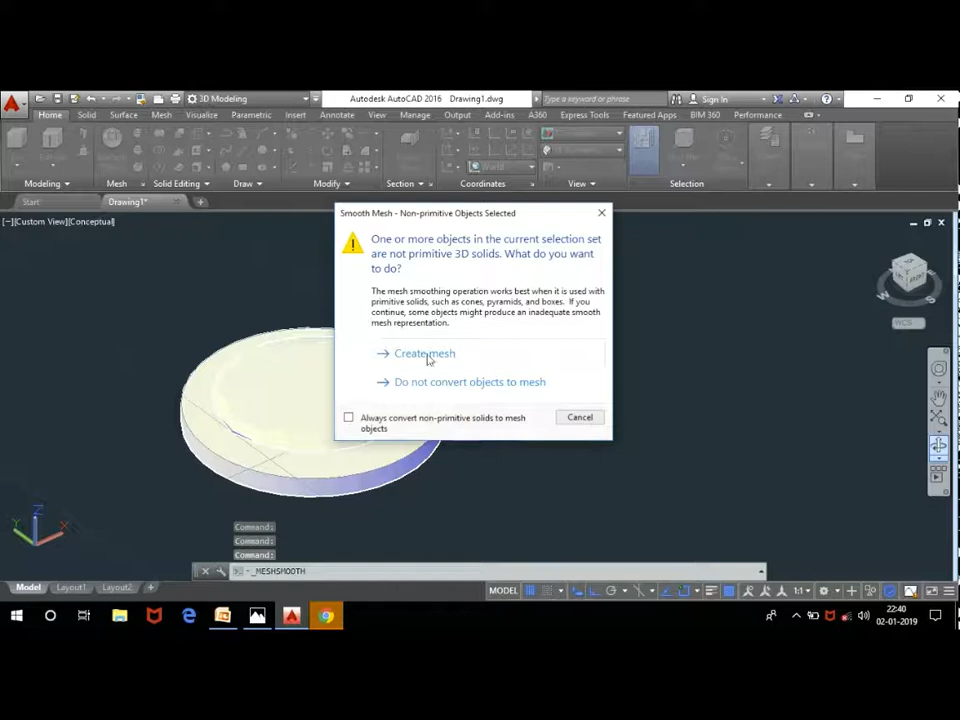 3D Modeling
Autodesk AutoCAD 2016 Drawing1.dwg
Type a keyword or phrase
Sign In
Home Solid Surface Mesh Visualize Parametric Insert Annotate View Manage Output Add-ins A360 Express Tools Featured Apps BIM 360 Performance
World
Modeling Mesh Solid Editing Draw Modify Section Coordinates View Selection
Start Drawing1*
[−][Custom View][Conceptual]
Smooth Mesh - Non-primitive Objects Selected
One or more objects in the current selection set
are not primitive 3D solids. What do you want
to do?
The mesh smoothing operation works best when it is used with
primitive solids, such as cones, pyramids, and boxes. If you
continue, some objects might produce an inadequate smooth
mesh representation.
Create mesh
Do not convert objects to mesh
Always convert non-primitive solids to mesh
objects
Cancel
S
WCS
Z
Y
X
Command:
Command:
Command:
_MESHSMOOTH
Model Layout1 Layout2
MODEL
1:1
22:40
02-01-2019